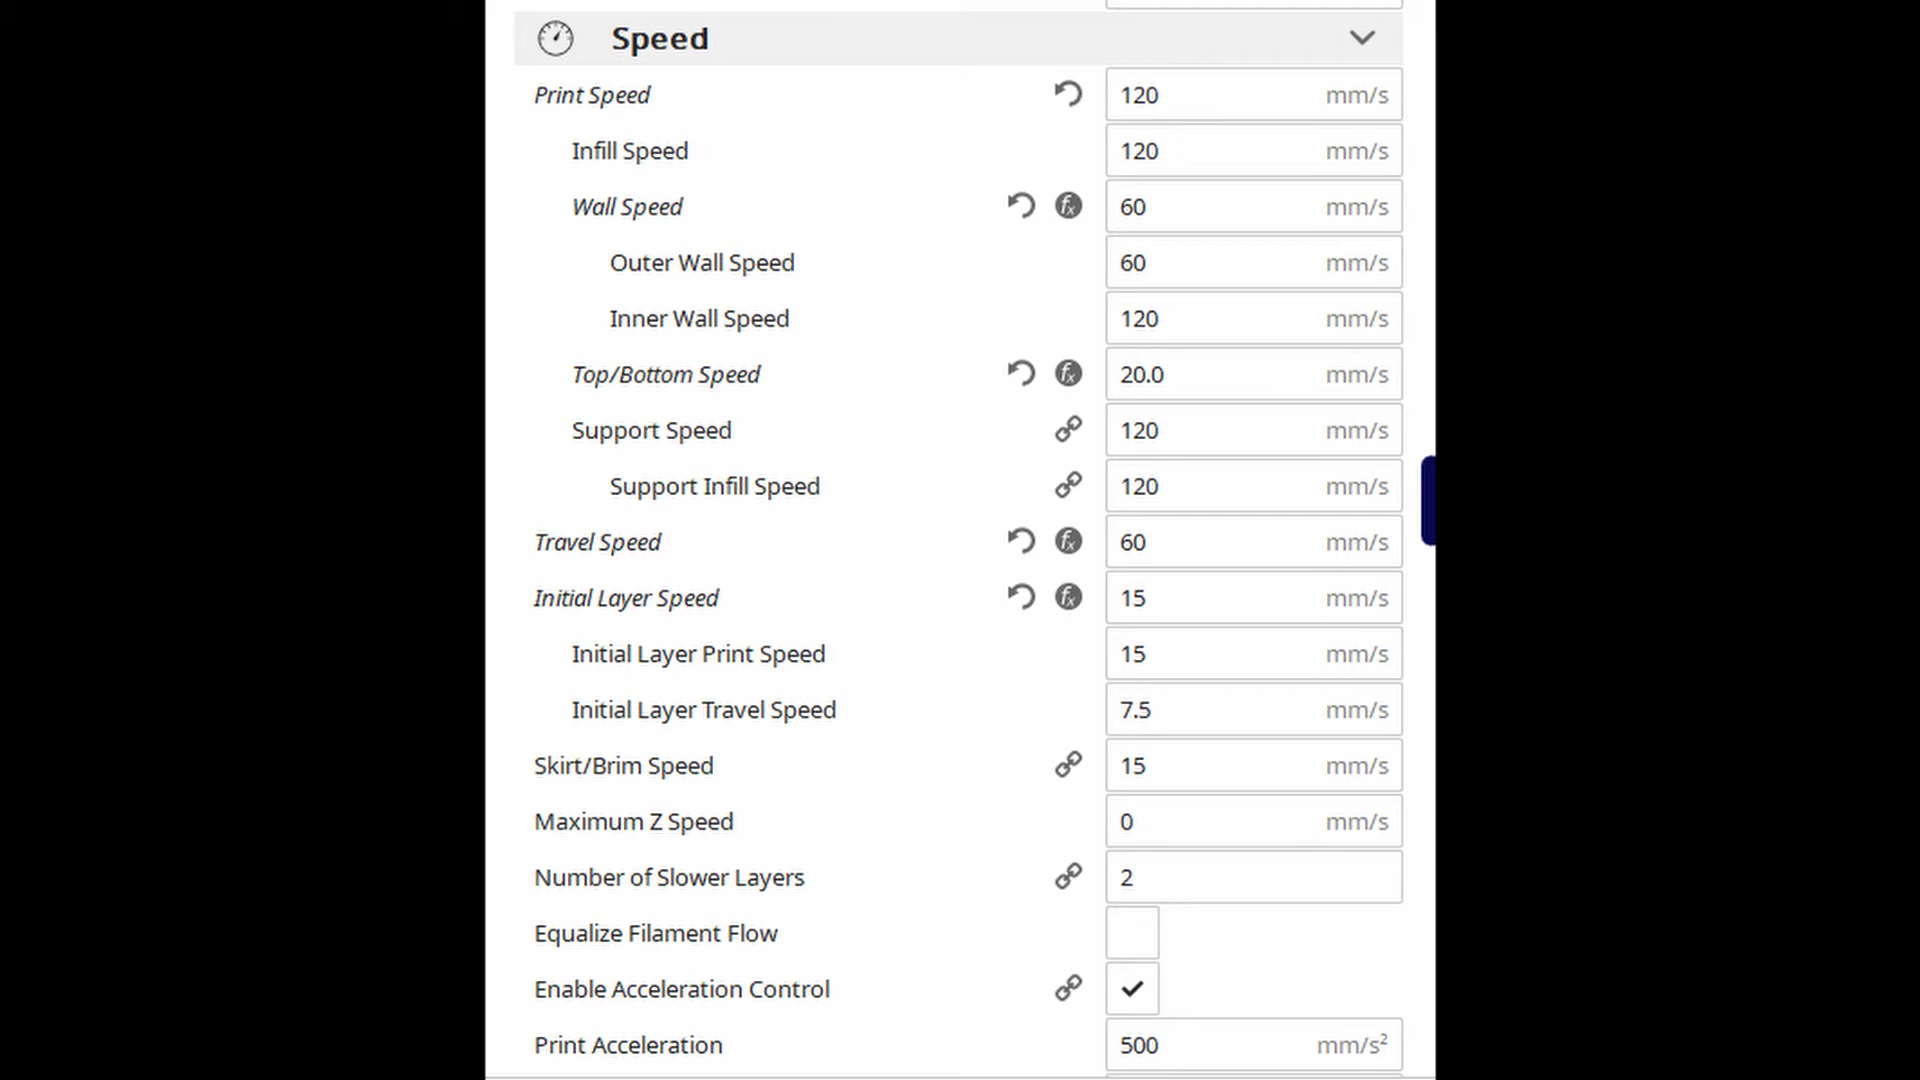 Speed
Print Speed 120 mm/s
Infill Speed 120 mm/s
Wall Speed fx 60 mm/s
Outer Wall Speed 60 mm/s
Inner Wall Speed 120 mm/s
Top/Bottom Speed fx 20.0 mm/s
Support Speed 120 mm/s
Support Infill Speed 120 mm/s
Travel Speed fx 60 mm/s
Initial Layer Speed fx 15 mm/s
Initial Layer Print Speed 15 mm/s
Initial Layer Travel Speed 7.5 mm/s
Skirt/Brim Speed 15 mm/s
Maximum Z Speed 0 mm/s
Number of Slower Layers 2
Equalize Filament Flow
Enable Acceleration Control
Print Acceleration 500 mm/s²